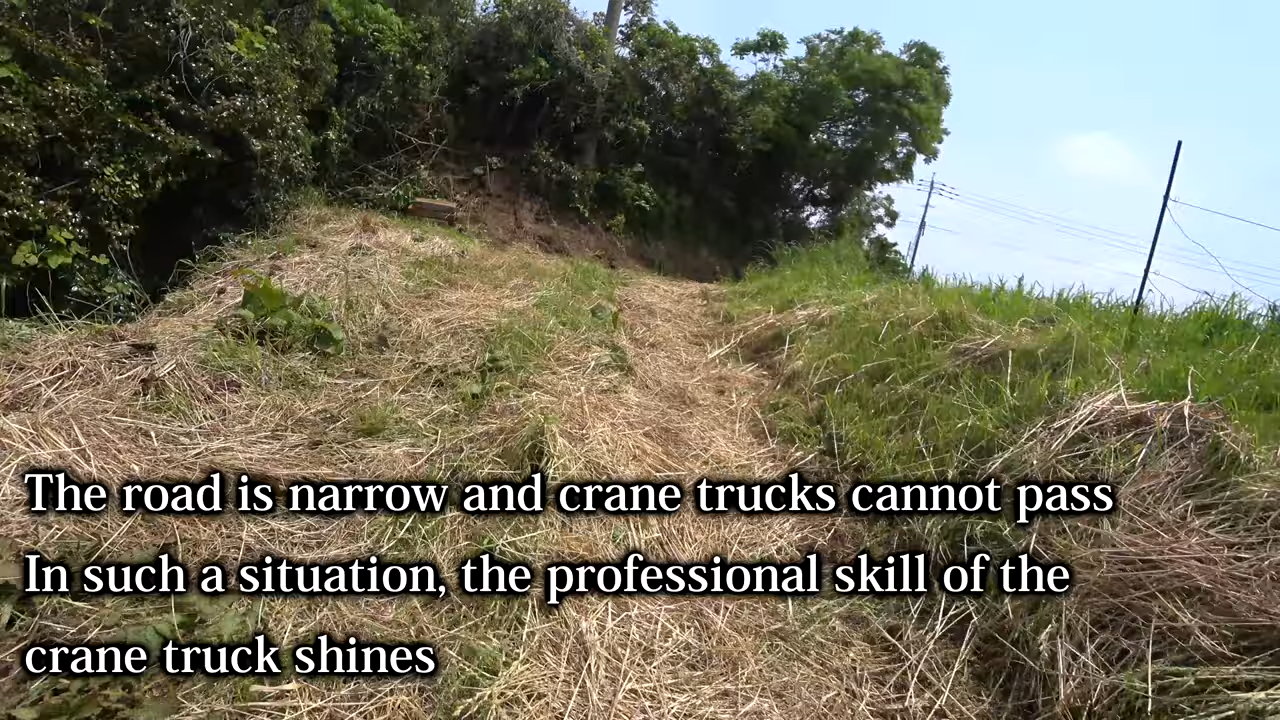 The road is narrow and crane trucks cannot pass
In such a situation, the professional skill of the
crane truck shines